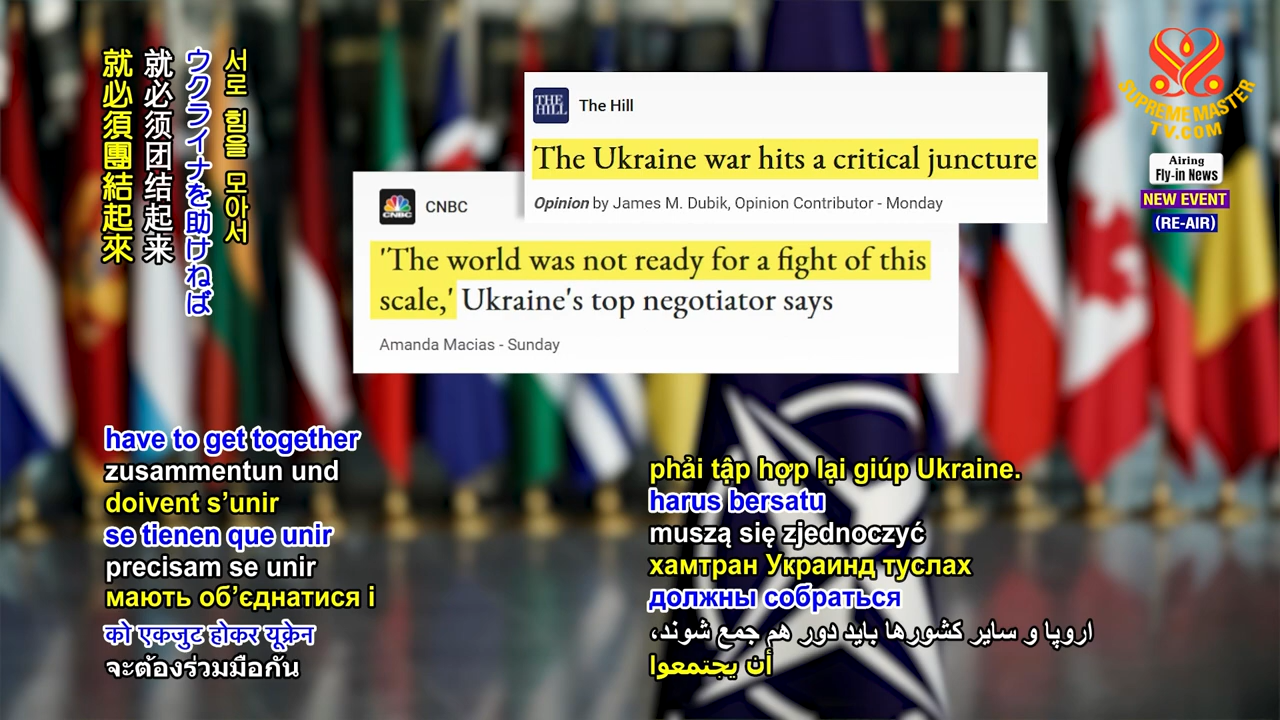 就必須團結起來
就必须团结起来
ウクライナを助けねば
서로 힘을 모아서
THE HILL
The Hill
The Ukraine war hits a critical juncture
Opinion by James M. Dubik, Opinion Contributor - Monday
CNBC
CNBC
'The world was not ready for a fight of this
scale,' Ukraine's top negotiator says
Amanda Macias - Sunday
SUPREME MASTER
TV.COM
Airing
Fly-in News
NEW EVENT
(RE-AIR)
have to get together
zusammentun und
doivent s’unir
se tienen que unir
precisam se unir
мають об’єднатися і
को एकजुट होकर यूक्रेन
จะต้องร่วมมือกัน
phải tập hợp lại giúp Ukraine.
harus bersatu
muszą się zjednoczyć
хамтран Украинд туслах
должны собраться
اروپا و سایر کشورها باید دور هم جمع شوند،
أن يجتمعوا